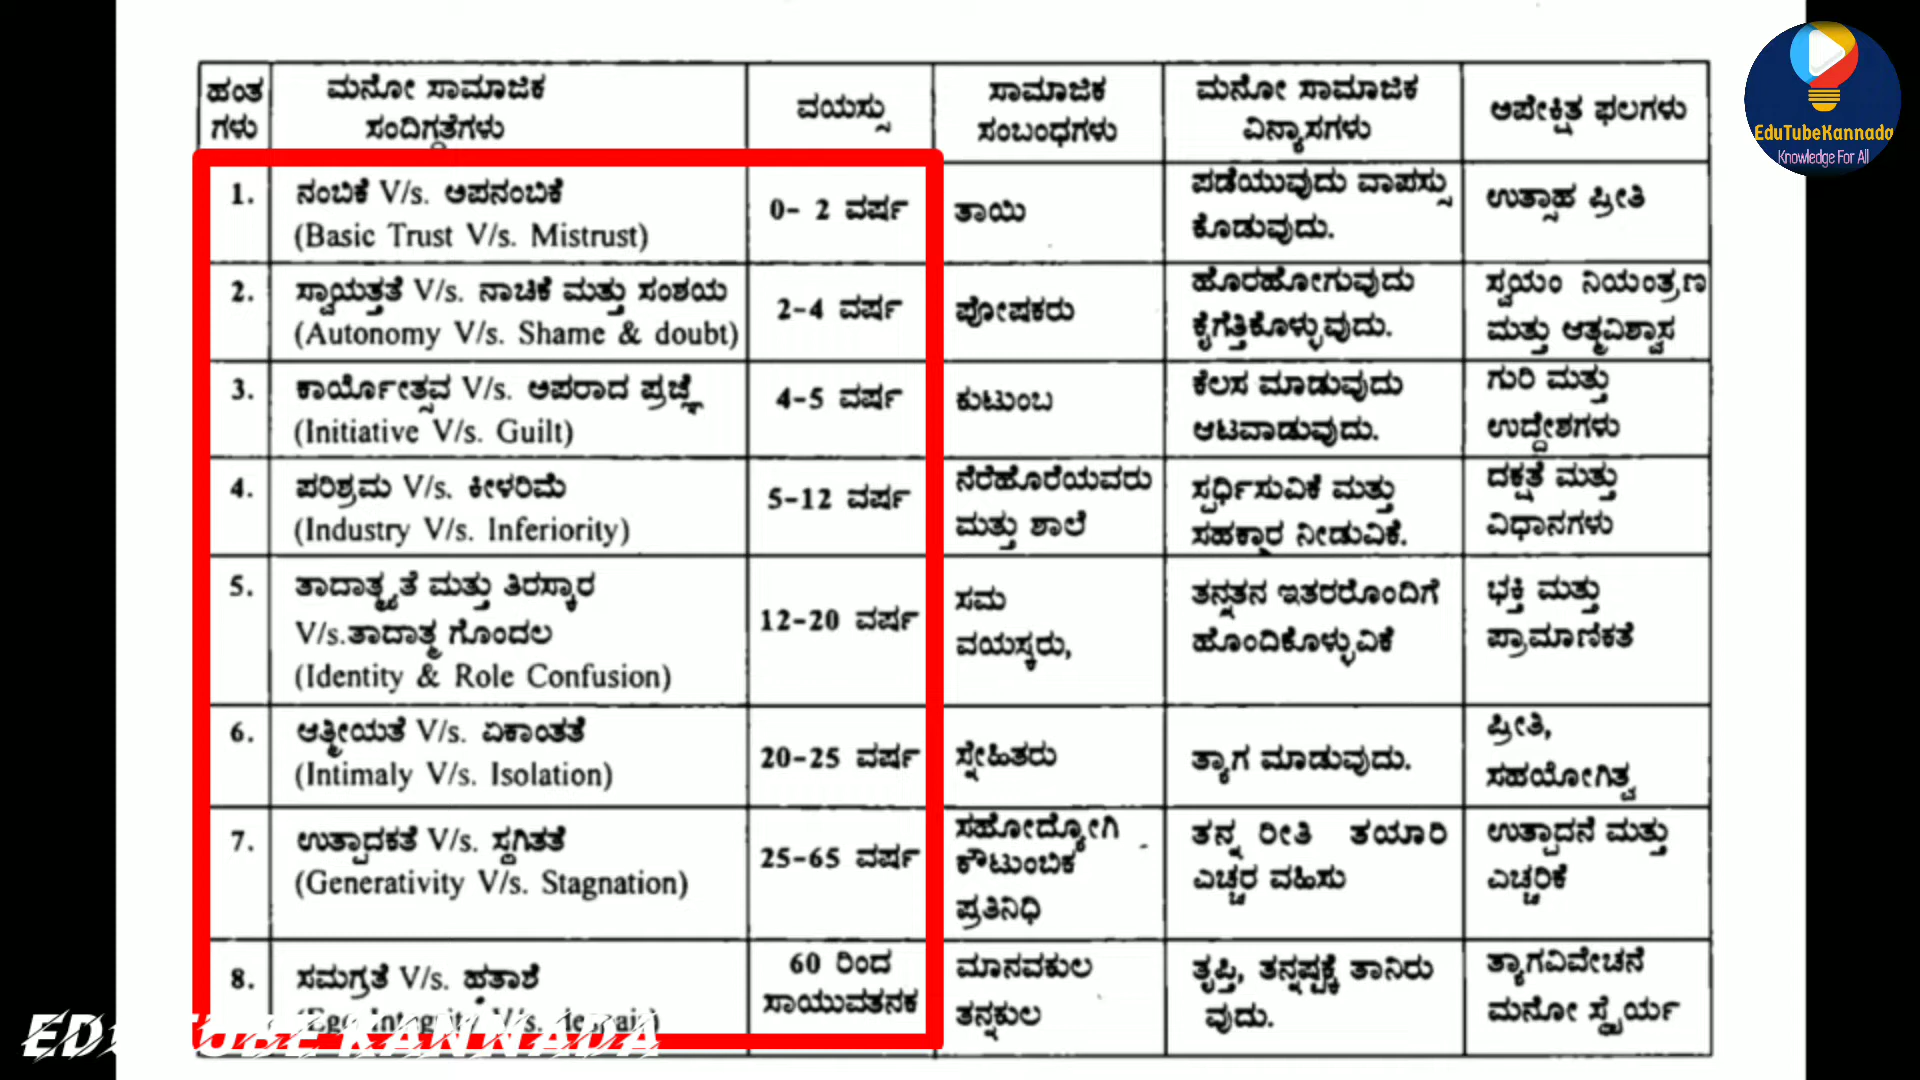 ಹಂತ
ಗಳು
ಮನೋ ಸಾಮಾಜಿಕ
ಸಂದಿಗ್ಧತೆಗಳು
ವಯಸ್ಸು
ಸಾಮಾಜಿಕ
ಸಂಬಂಧಗಳು
ಮನೋ ಸಾಮಾಜಿಕ
ವಿನ್ಯಾಸಗಳು
ಅಪೇಕ್ಷಿತ ಫಲಗಳು
1.
ನಂಬಿಕೆ V/s. ಅಪನಂಬಿಕೆ
(Basic Trust V/s. Mistrust)
0- 2 ವರ್ಷ
ತಾಯಿ
ಪಡೆಯುವುದು ವಾಪಸ್ಸು
ಕೊಡುವುದು.
ಉತ್ಸಾಹ ಪ್ರೀತಿ
2.
ಸ್ವಾಯತ್ತತೆ V/s. ನಾಚಿಕೆ ಮತ್ತು ಸಂಶಯ
(Autonomy V/s. Shame & doubt)
2-4 ವರ್ಷ
ಪೋಷಕರು
ಹೊರಹೋಗುವುದು
ಕೈಗೆತ್ತಿಕೊಳ್ಳುವುದು.
ಸ್ವಯಂ ನಿಯಂತ್ರಣ
ಮತ್ತು ಆತ್ಮವಿಶ್ವಾಸ
3.
ಕಾರ್ಯೋತ್ಸವ V/s. ಅಪರಾದ ಪ್ರಜ್ಞೆ
(Initiative V/s. Guilt)
4-5 ವರ್ಷ
ಕುಟುಂಬ
ಕೆಲಸ ಮಾಡುವುದು
ಆಟವಾಡುವುದು.
ಗುರಿ ಮತ್ತು
ಉದ್ದೇಶಗಳು
4.
ಪರಿಶ್ರಮ V/s. ಕೀಳರಿಮೆ
(Industry V/s. Inferiority)
5-12 ವರ್ಷ
ನೆರೆಹೊರೆಯವರು
ಮತ್ತು ಶಾಲೆ
ಸ್ಪರ್ಧಿಸುವಿಕೆ ಮತ್ತು
ಸಹಕಾರ ನೀಡುವಿಕೆ.
ದಕ್ಷತೆ ಮತ್ತು
ವಿಧಾನಗಳು
5.
ತಾದಾತ್ಮ್ಯತೆ ಮತ್ತು ತಿರಸ್ಕಾರ
V/s.ತಾದಾತ್ಮ ಗೊಂದಲ
(Identity & Role Confusion)
12-20 ವರ್ಷ
ಸಮ
ವಯಸ್ಕರು,
ತನ್ನತನ ಇತರರೊಂದಿಗೆ
ಹೊಂದಿಕೊಳ್ಳುವಿಕೆ
ಭಕ್ತಿ ಮತ್ತು
ಪ್ರಾಮಾಣಿಕತೆ
6.
ಆತ್ಮೀಯತೆ V/s. ಏಕಾಂತತೆ
(Intimaly V/s. Isolation)
20-25 ವರ್ಷ
ಸ್ನೇಹಿತರು
ತ್ಯಾಗ ಮಾಡುವುದು.
ಪ್ರೀತಿ,
ಸಹಯೋಗಿತ್ವ
7.
ಉತ್ಪಾದಕತೆ V/s. ಸ್ಥಗಿತತೆ
(Generativity V/s. Stagnation)
25-65 ವರ್ಷ
ಸಹೋದ್ಯೋಗಿ
ಕೌಟುಂಬಿಕ
ಪ್ರತಿನಿಧಿ
ತನ್ನ ರೀತಿ ತಯಾರಿ
ಎಚ್ಚರ ವಹಿಸು
ಉತ್ಪಾದನೆ ಮತ್ತು
ಎಚ್ಚರಿಕೆ
8.
ಸಮಗ್ರತೆ V/s. ಹತಾಶೆ
(Ego Integrity V/s. despair)
60 ರಿಂದ
ಸಾಯುವತನಕ
ಮಾನವಕುಲ
ತನ್ನಕುಲ
ತೃಪ್ತಿ, ತನ್ನಷ್ಟಕ್ಕೆ ತಾನಿರು
ವುದು.
ತ್ಯಾಗವಿವೇಚನೆ
ಮನೋ ಸ್ಥೈರ್ಯ
EduTubeKannada
Knowledge For All
EDUTUBE KANNADA